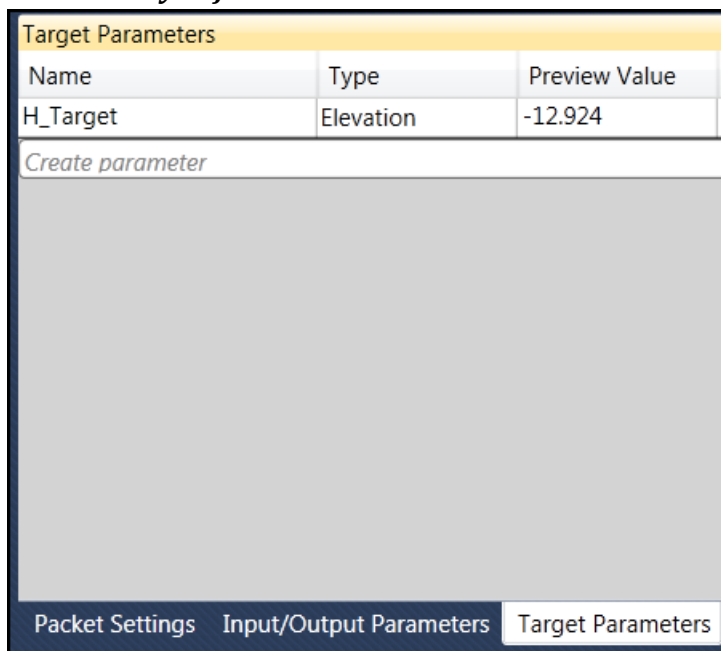 Target Parameters
Name Type Preview Value
H_Target Elevation -12.924
Create parameter
Packet Settings Input/Output Parameters Target Parameters